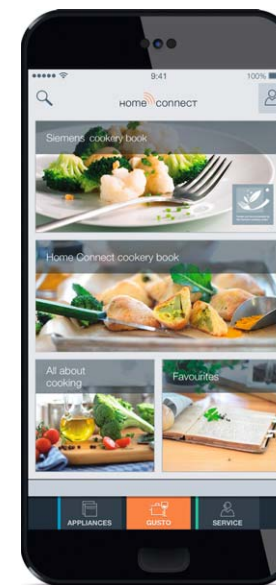 9:41
100%
Home connect
Siemens cookery book
Home Connect cookery book
All about
cooking
Favourites
APPLIANCES
GUSTO
SERVICE